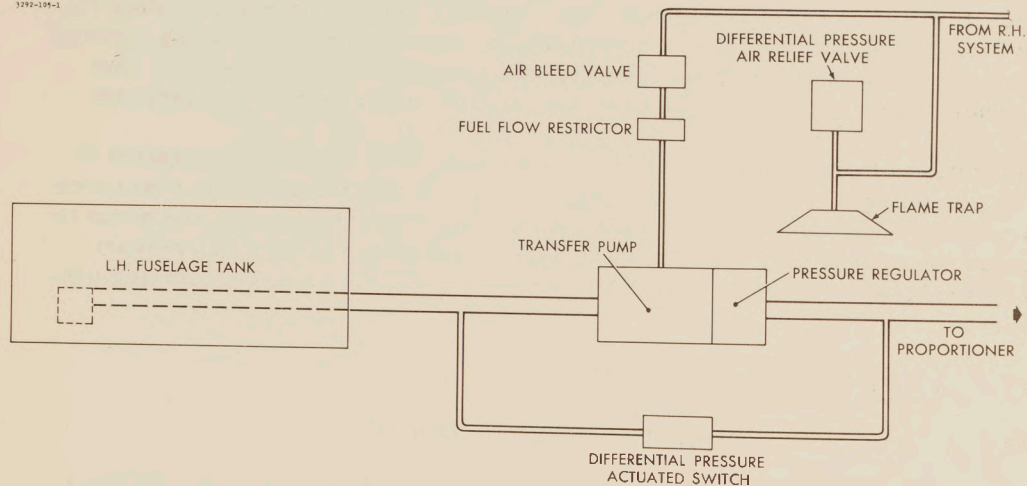 3292-105-1
FROM R.H.
SYSTEM
DIFFERENTIAL PRESSURE
AIR RELIEF VALVE
AIR BLEED VALVE
FUEL FLOW RESTRICTOR
FLAME TRAP
TRANSFER PUMP
L.H. FUSELAGE TANK
PRESSURE REGULATOR
TO
PROPORTIONER
DIFFERENTIAL PRESSURE
ACTUATED SWITCH